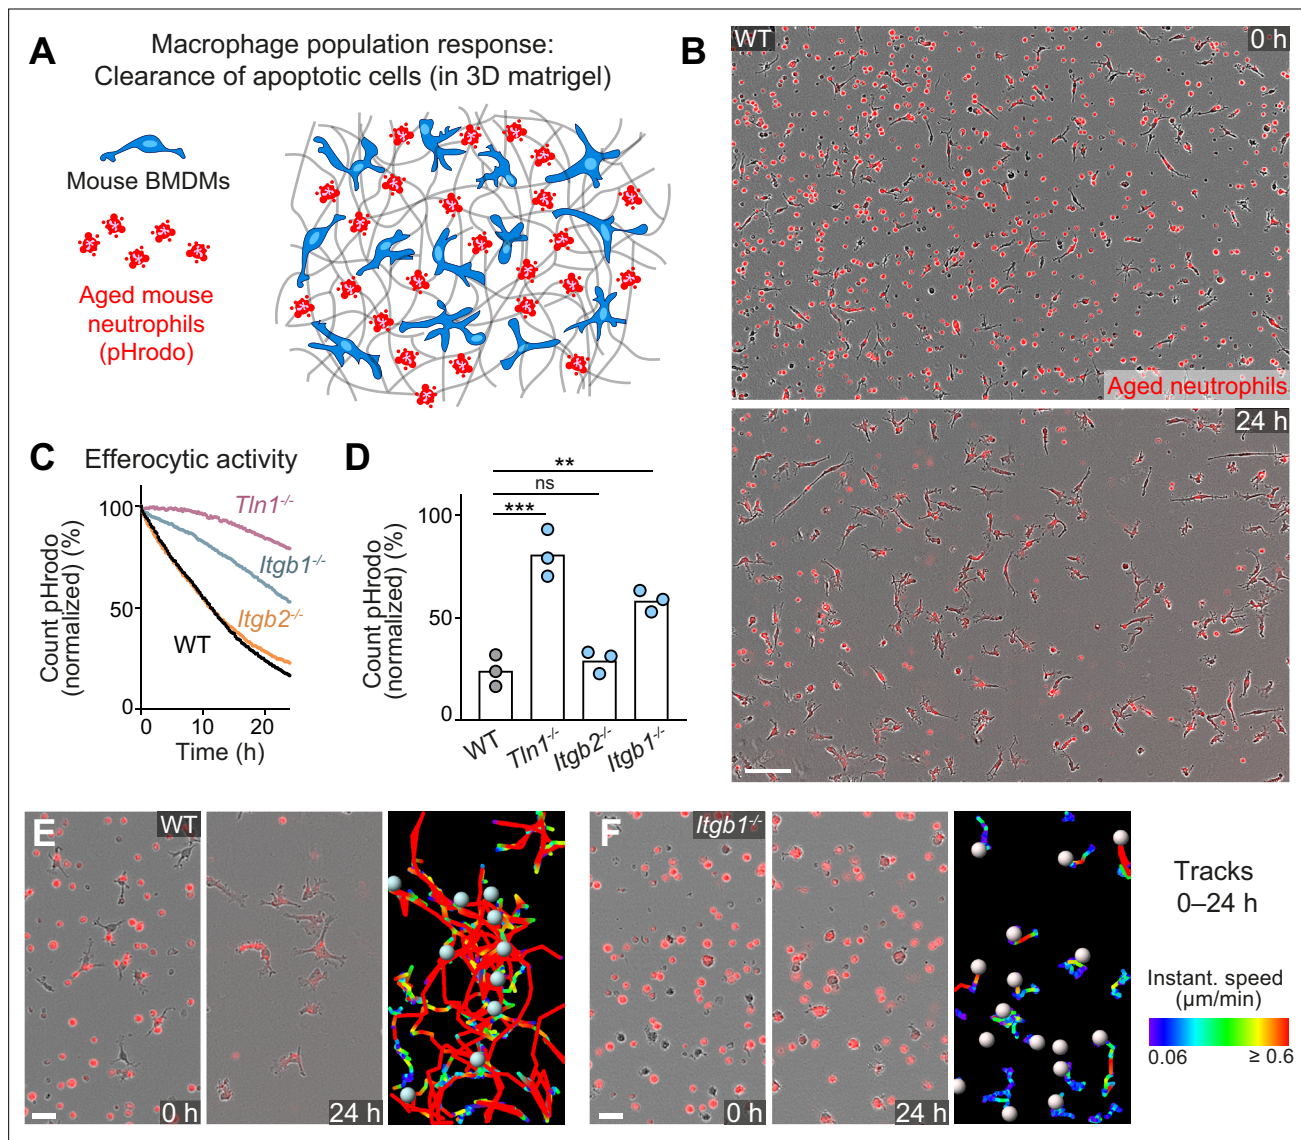 A
Macrophage population response:
Clearance of apoptotic cells (in 3D matrigel)
Mouse BMDMs
Aged mouse
neutrophils
(pHrodo)
B
WT
0 h
Aged neutrophils
24 h
C
Efferocytic activity
Count pHrodo
(normalized) (%)
100
50
0
Tln1-/-
Itgb1-/-
Itgb2-/-
WT
0
10
20
Time (h)
D
Count pHrodo
(normalized) (%)
100
50
0
**
ns
***
WT
Tln1-/-
Itgb2-/-
Itgb1-/-
E
WT
0 h
24 h
F
Itgb1-/-
0 h
24 h
Tracks
0–24 h
Instant. speed
(µm/min)
0.06
≥ 0.6